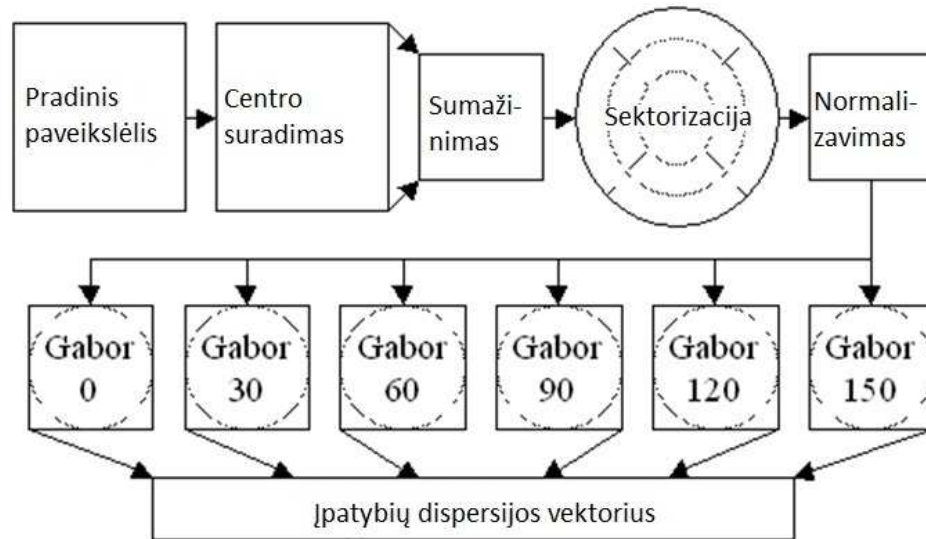 Pradinis
paveikslėlis
Centro
suradimas
Sumaži-
nimas
Sektorizacija
Normali-
zavimas
Gabor
0
Gabor
30
Gabor
60
Gabor
90
Gabor
120
Gabor
150
Įpatybių dispersijos vektorius